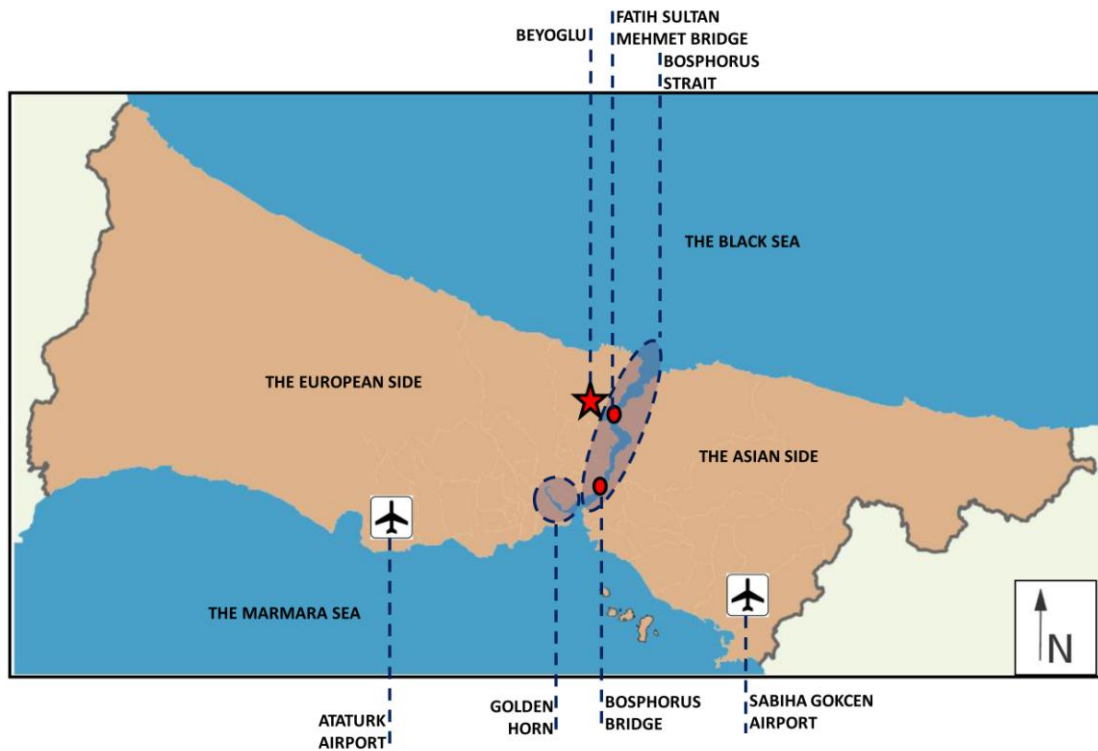 FATIH SULTAN
MEHMET BRIDGE
BEYOGLU
BOSPHORUS
STRAIT
THE BLACK SEA
THE EUROPEAN SIDE
THE ASIAN SIDE
THE MARMARA SEA
N
ATATURK
AIRPORT
GOLDEN
HORN
BOSPHORUS
BRIDGE
SABIHA GOKCEN
AIRPORT